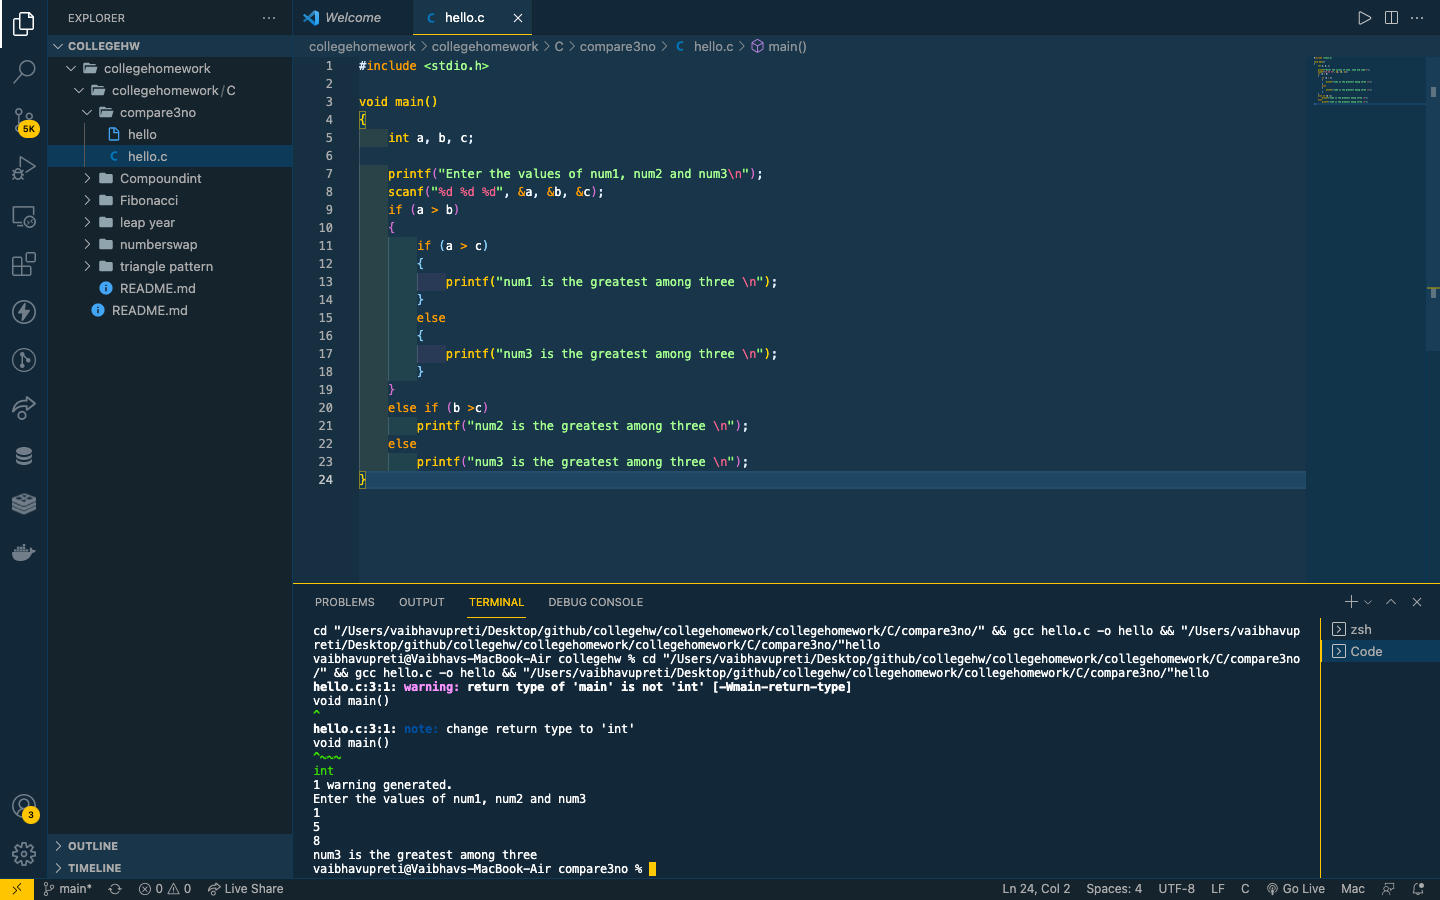 EXPLORER
COLLEGEHW
collegehomework
collegehomework / C
compare3no
hello
hello.c
Compoundint
Fibonacci
leap year
numberswap
triangle pattern
README.md
README.md
OUTLINE
TIMELINE
5K
3
Welcome
hello.c
collegehomework > collegehomework > C > compare3no > C hello.c > main()
1 #include <stdio.h>
2
3 void main()
4 {
5     int a, b, c;
6
7     printf("Enter the values of num1, num2 and num3\n");
8     scanf("%d %d %d", &a, &b, &c);
9     if (a > b)
10     {
11         if (a > c)
12         {
13             printf("num1 is the greatest among three \n");
14         }
15         else
16         {
17             printf("num3 is the greatest among three \n");
18         }
19     }
20     else if (b >c)
21         printf("num2 is the greatest among three \n");
22     else
23         printf("num3 is the greatest among three \n");
24 }
PROBLEMS OUTPUT TERMINAL DEBUG CONSOLE
cd "/Users/vaibhavupreti/Desktop/github/collegehw/collegehomework/collegehomework/C/compare3no/" && gcc hello.c -o hello && "/Users/vaibhavup
reti/Desktop/github/collegehw/collegehomework/collegehomework/C/compare3no/"hello
vaibhavupreti@Vaibhavs-MacBook-Air collegehw % cd "/Users/vaibhavupreti/Desktop/github/collegehw/collegehomework/collegehomework/C/compare3no
/" && gcc hello.c -o hello && "/Users/vaibhavupreti/Desktop/github/collegehw/collegehomework/collegehomework/C/compare3no/"hello
hello.c:3:1: warning: return type of 'main' is not 'int' [-Wmain-return-type]
void main()
^
hello.c:3:1: note: change return type to 'int'
void main()
^~~~
int
1 warning generated.
Enter the values of num1, num2 and num3
1
5
8
num3 is the greatest among three
vaibhavupreti@Vaibhavs-MacBook-Air compare3no %
zsh
Code
main* 0 0 Live Share Ln 24, Col 2 Spaces: 4 UTF-8 LF C Go Live Mac